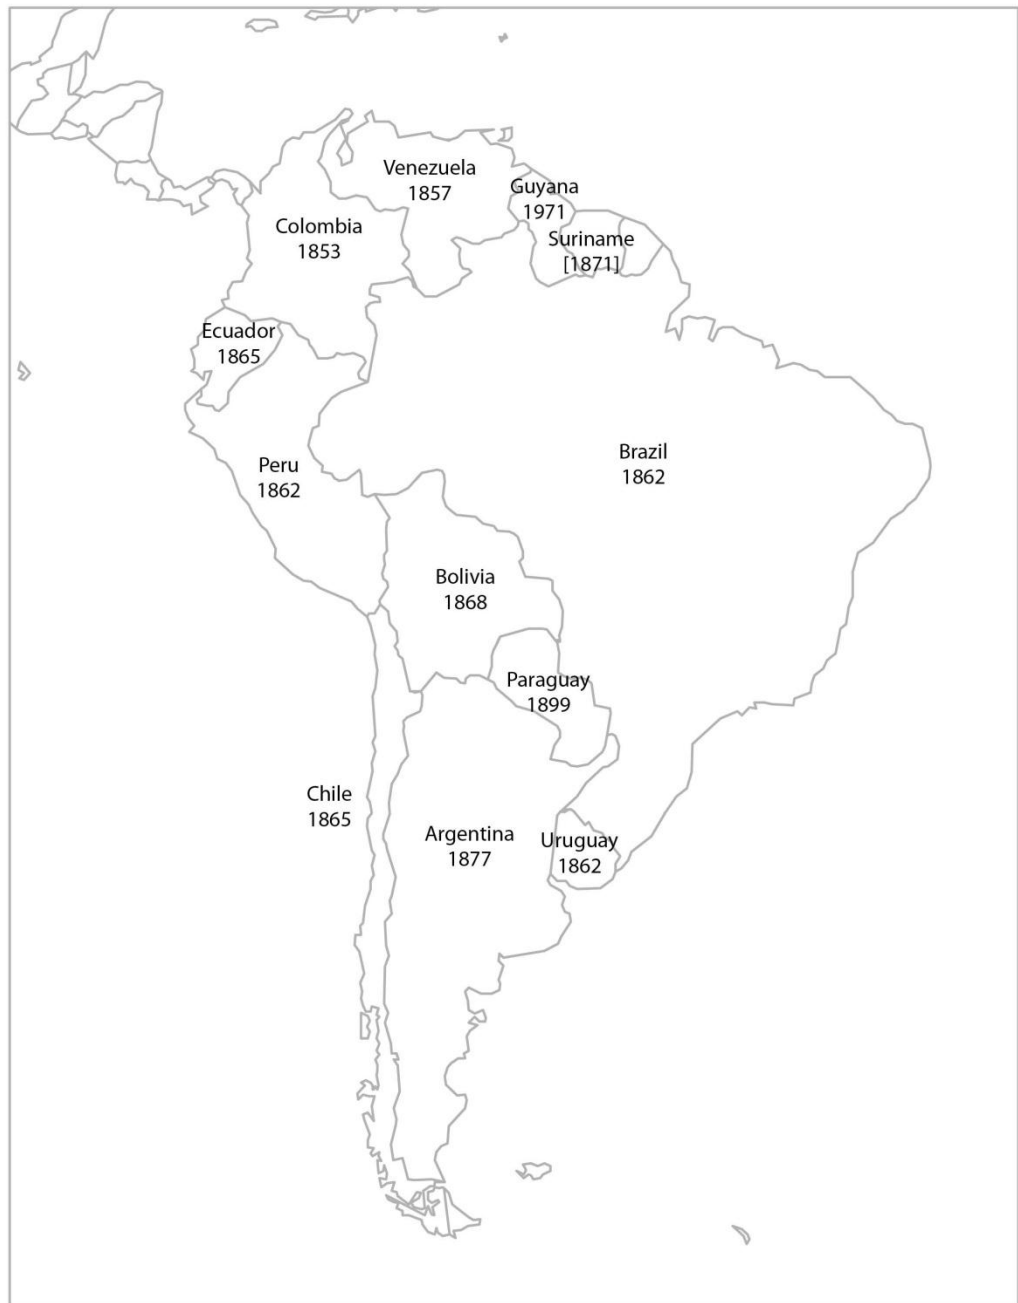 Venezuela
1857
Guyana
1971
Colombia
1853
Suriname
[1871]
Ecuador
1865
Brazil
1862
Peru
1862
Bolivia
1868
Paraguay
1899
Chile
1865
Argentina
1877
Uruguay
1862